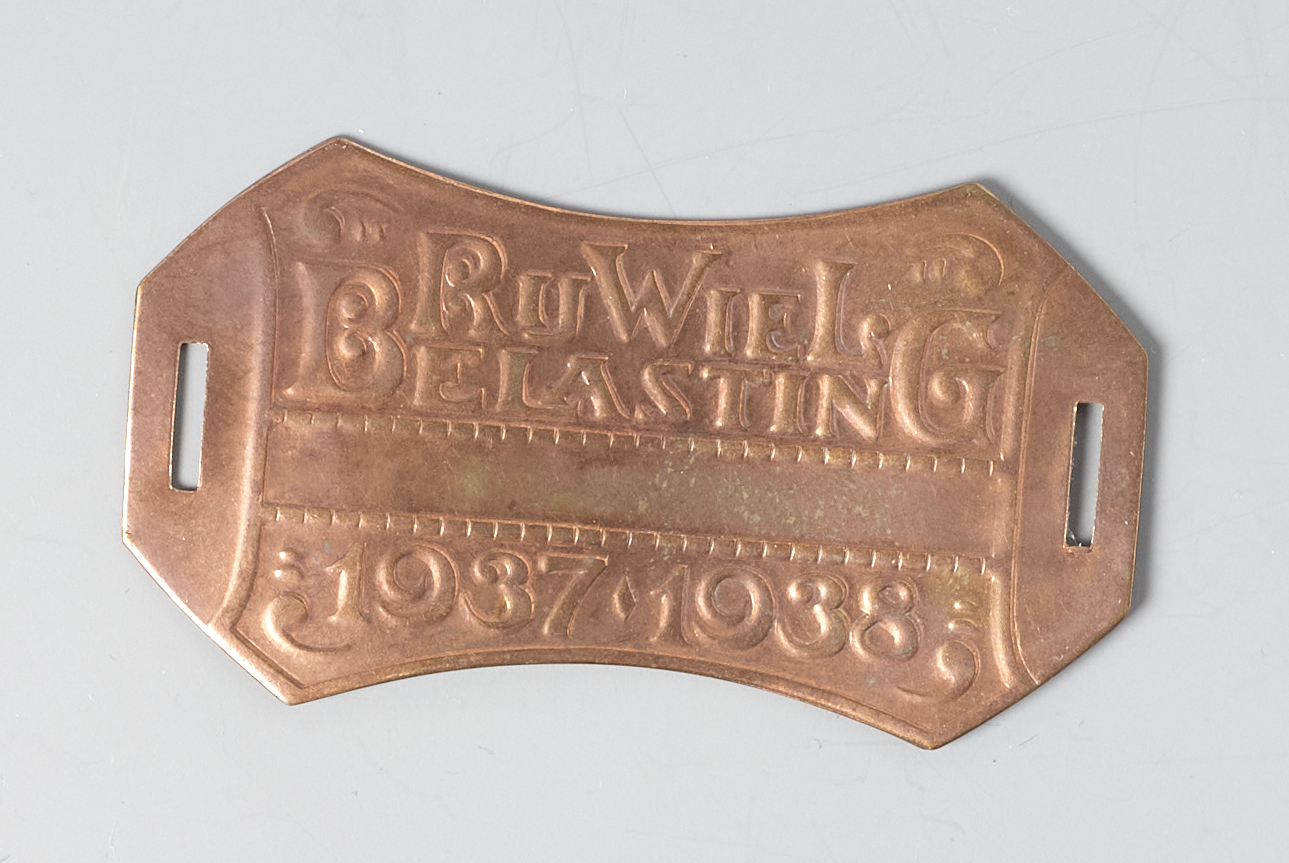 RIJWIEL
BELASTING
1937 1938